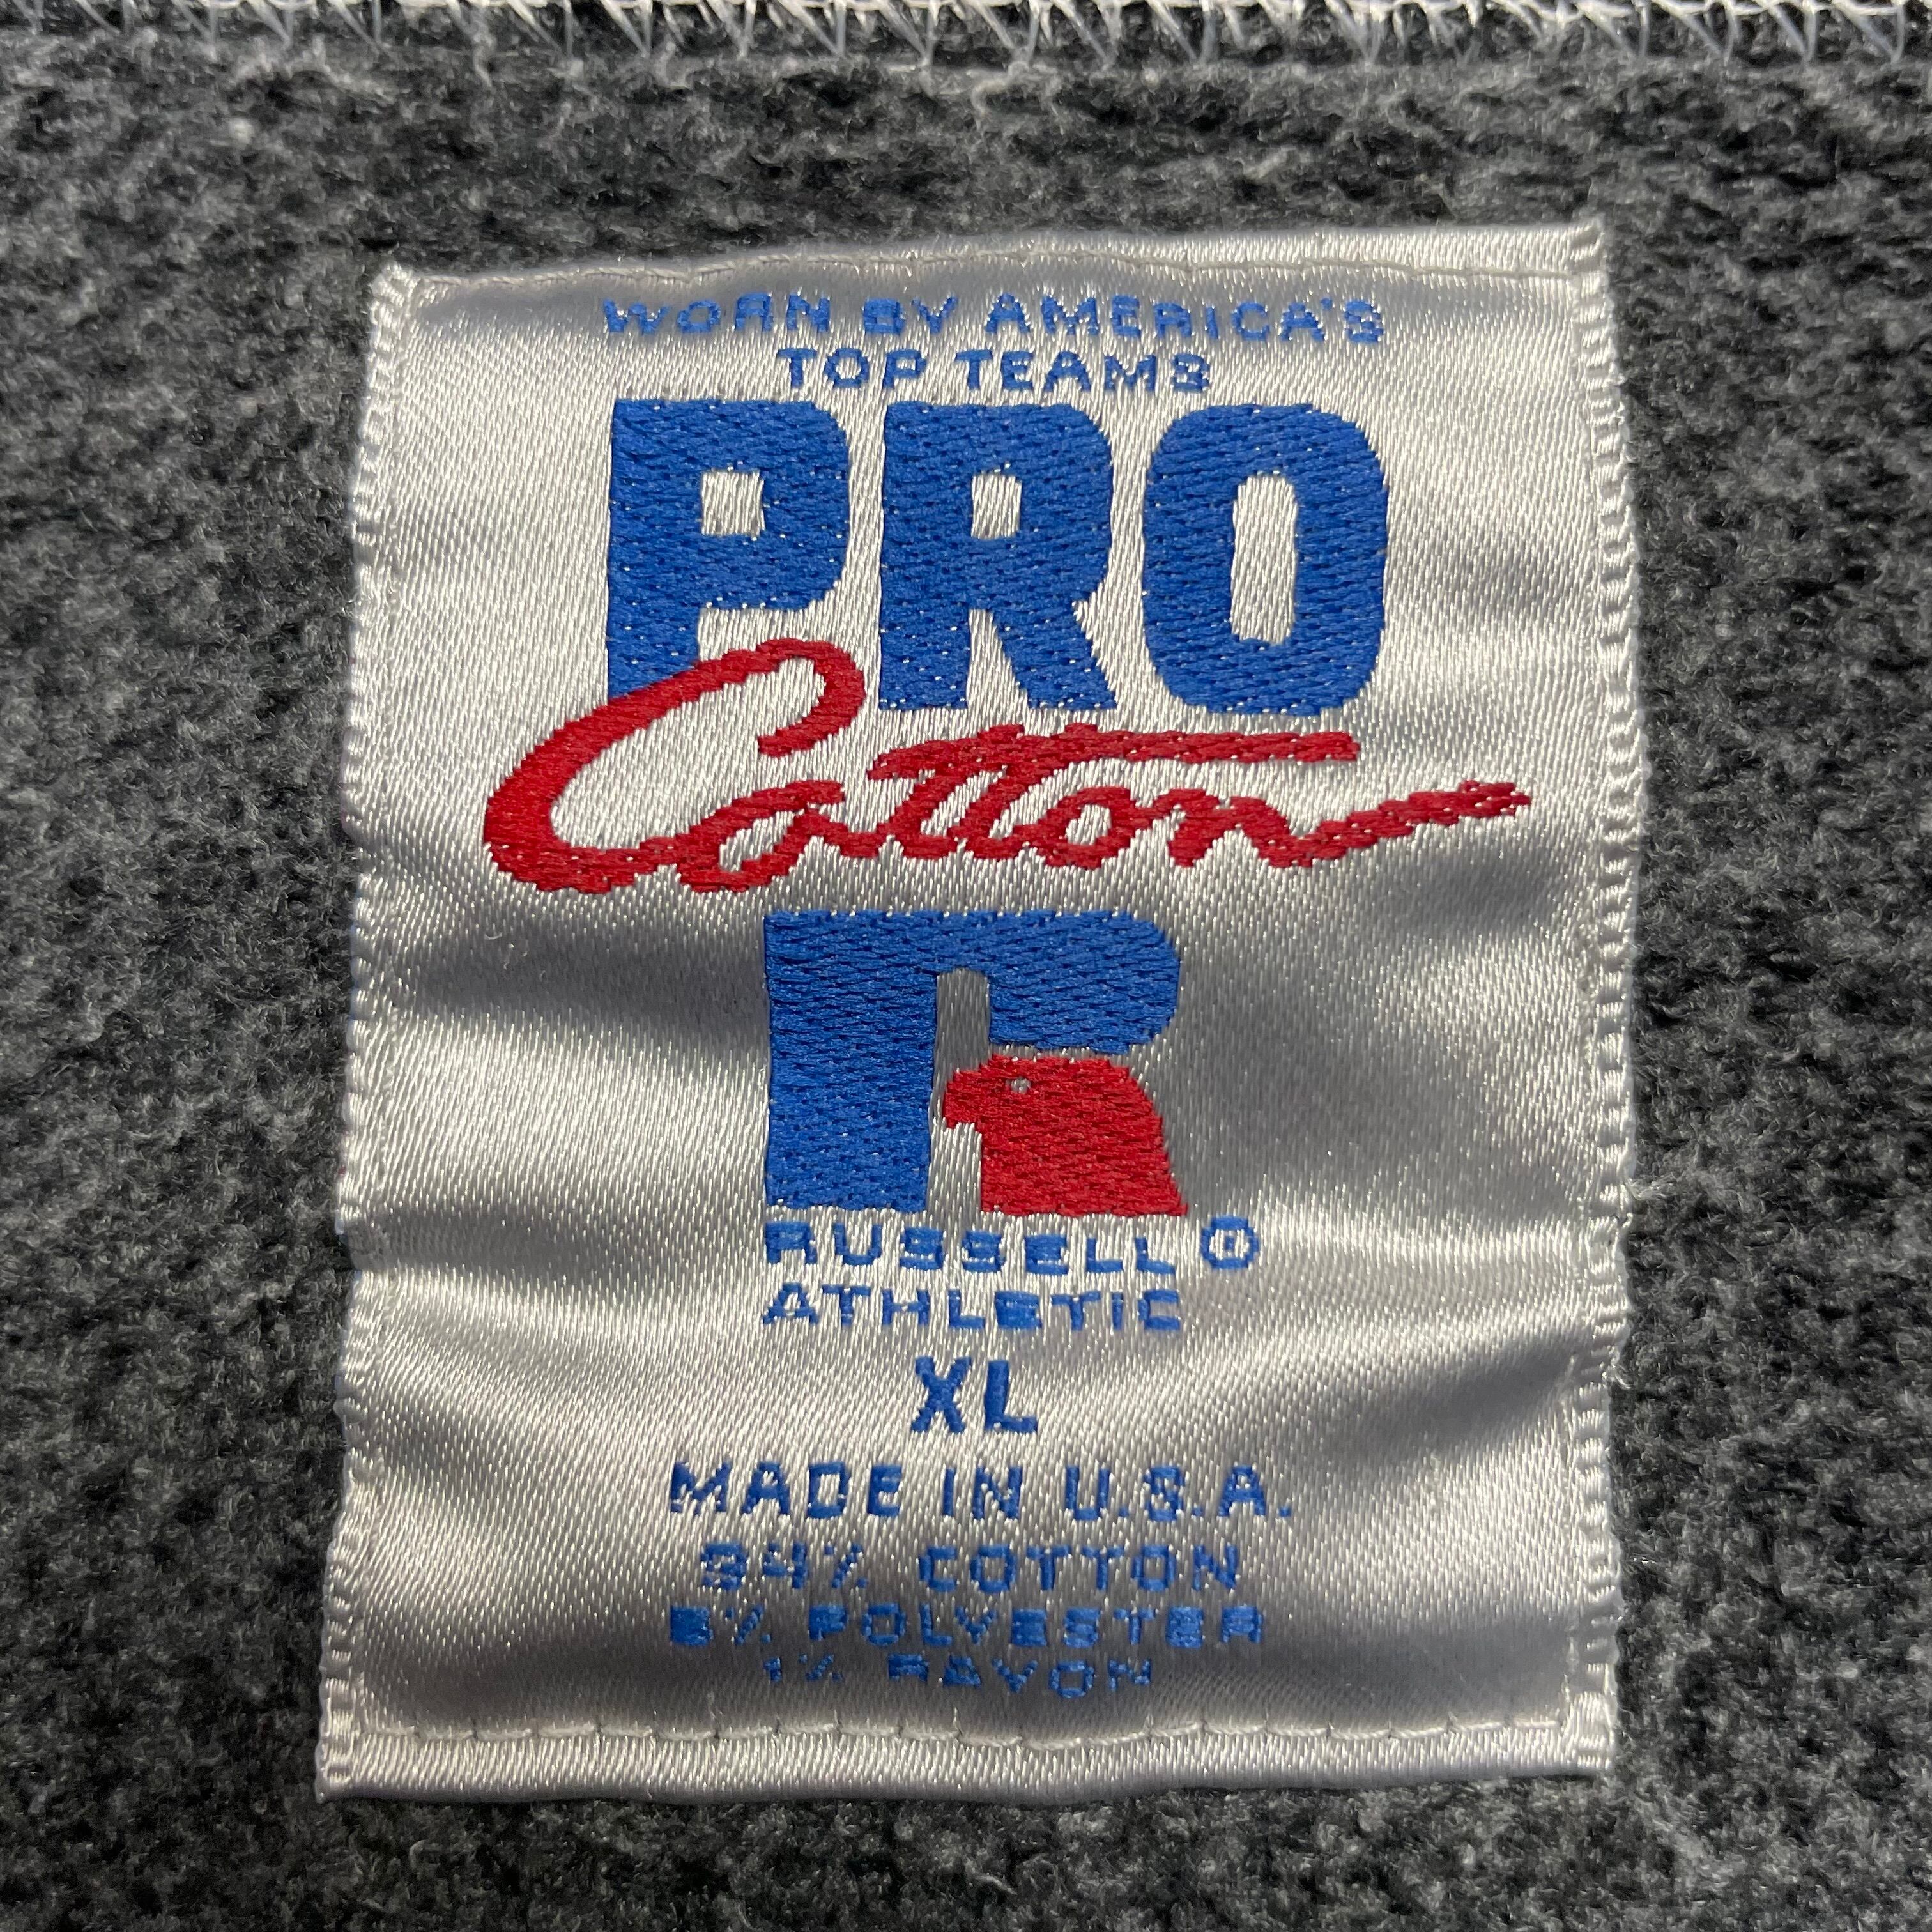 WORN BY AMERICA'S
TOP TEAMS
PRO
Cotton
R
RUSSELL ®
ATHLETIC
XL
MADE IN U.S.A.
94% COTTON
5% POLYESTER
1% RAYON